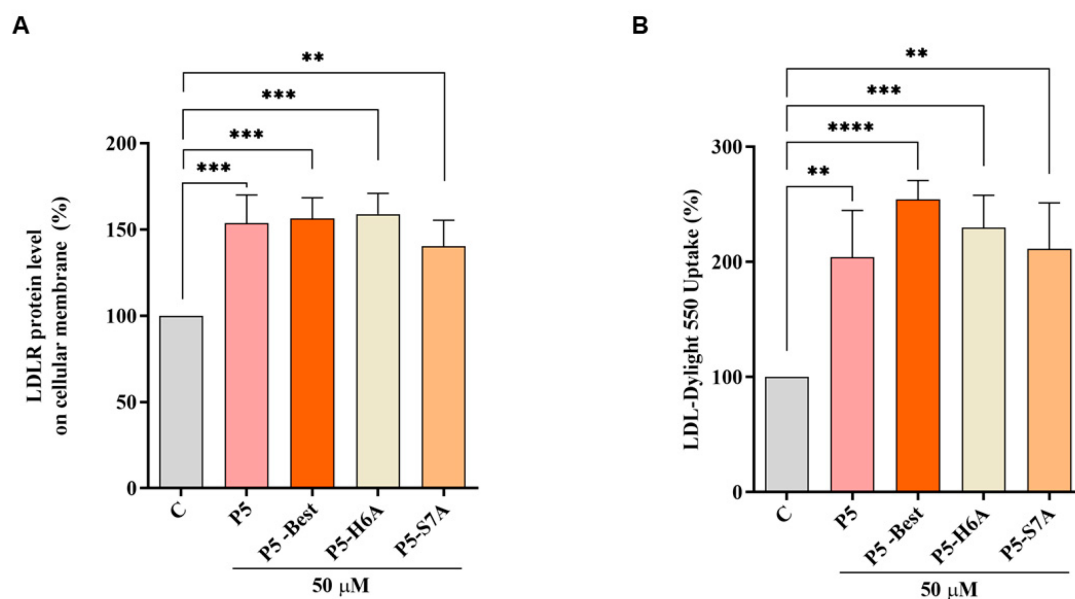 A
**
***
***
***
200
150
100
50
0
LDLR protein level
on cellular membrane (%)
C
P5
P5 -Best
P5-H6A
P5-S7A
50 μM
B
**
***
****
**
300
200
100
0
LDL-Dylight 550 Uptake (%)
C
P5
P5 -Best
P5-H6A
P5-S7A
50 μM